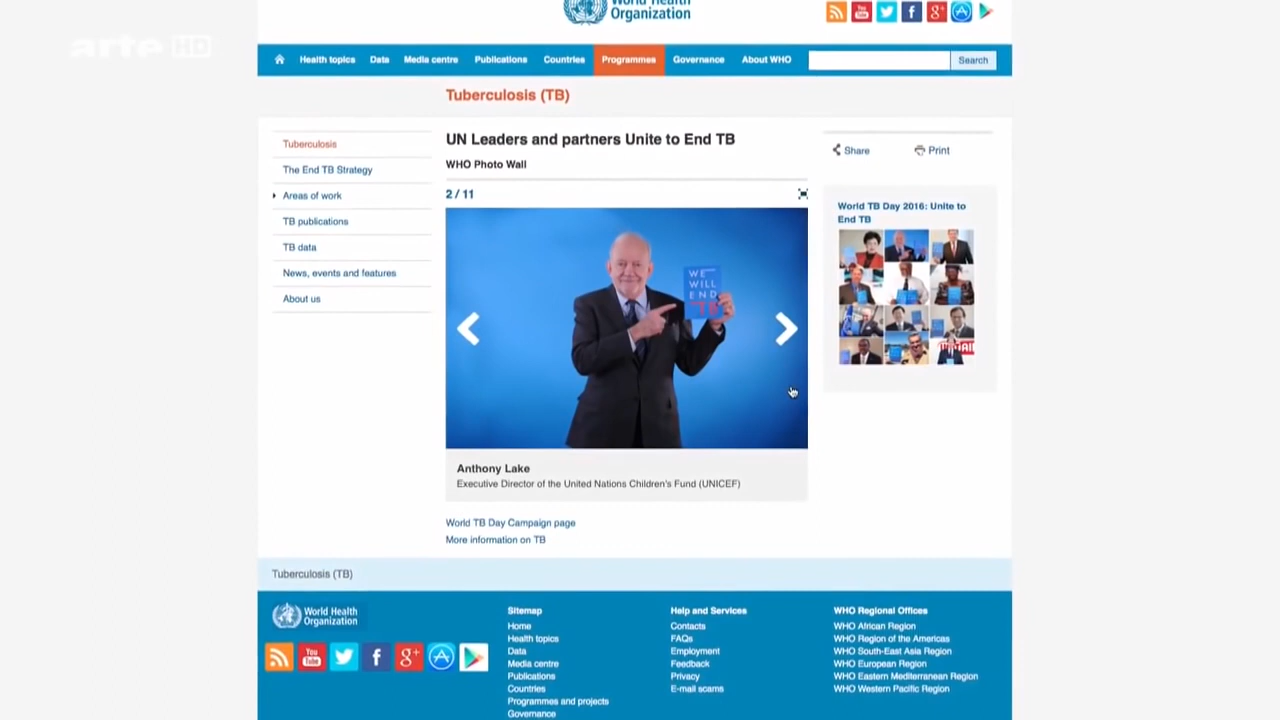 arte HD
World Health
Organization
Health topics
Data
Media centre
Publications
Countries
Programmes
Governance
About WHO
Search
Tuberculosis (TB)
Tuberculosis
The End TB Strategy
Areas of work
TB publications
TB data
News, events and features
About us
UN Leaders and partners Unite to End TB
WHO Photo Wall
2 / 11
WE
WILL
END
TB
Anthony Lake
Executive Director of the United Nations Children's Fund (UNICEF)
World TB Day Campaign page
More information on TB
Share
Print
World TB Day 2016: Unite to
End TB
Tuberculosis (TB)
World Health
Organization
You
Tube
Sitemap
Home
Health topics
Data
Media centre
Publications
Countries
Programmes and projects
Governance
Help and Services
Contacts
FAQs
Employment
Feedback
Privacy
E-mail scams
WHO Regional Offices
WHO African Region
WHO Region of the Americas
WHO South-East Asia Region
WHO European Region
WHO Eastern Mediterranean Region
WHO Western Pacific Region